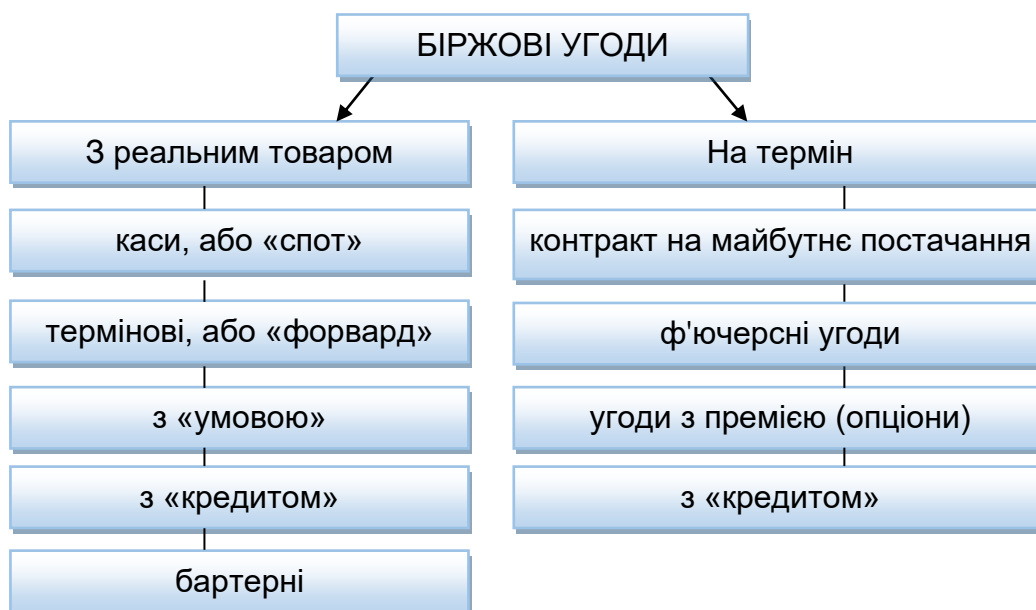 БІРЖОВІ УГОДИ
З реальним товаром
каси, або «спот»
термінові, або «форвард»
з «умовою»
з «кредитом»
бартерні
На термін
контракт на майбутнє постачання
ф'ючерсні угоди
угоди з премією (опціони)
з «кредитом»